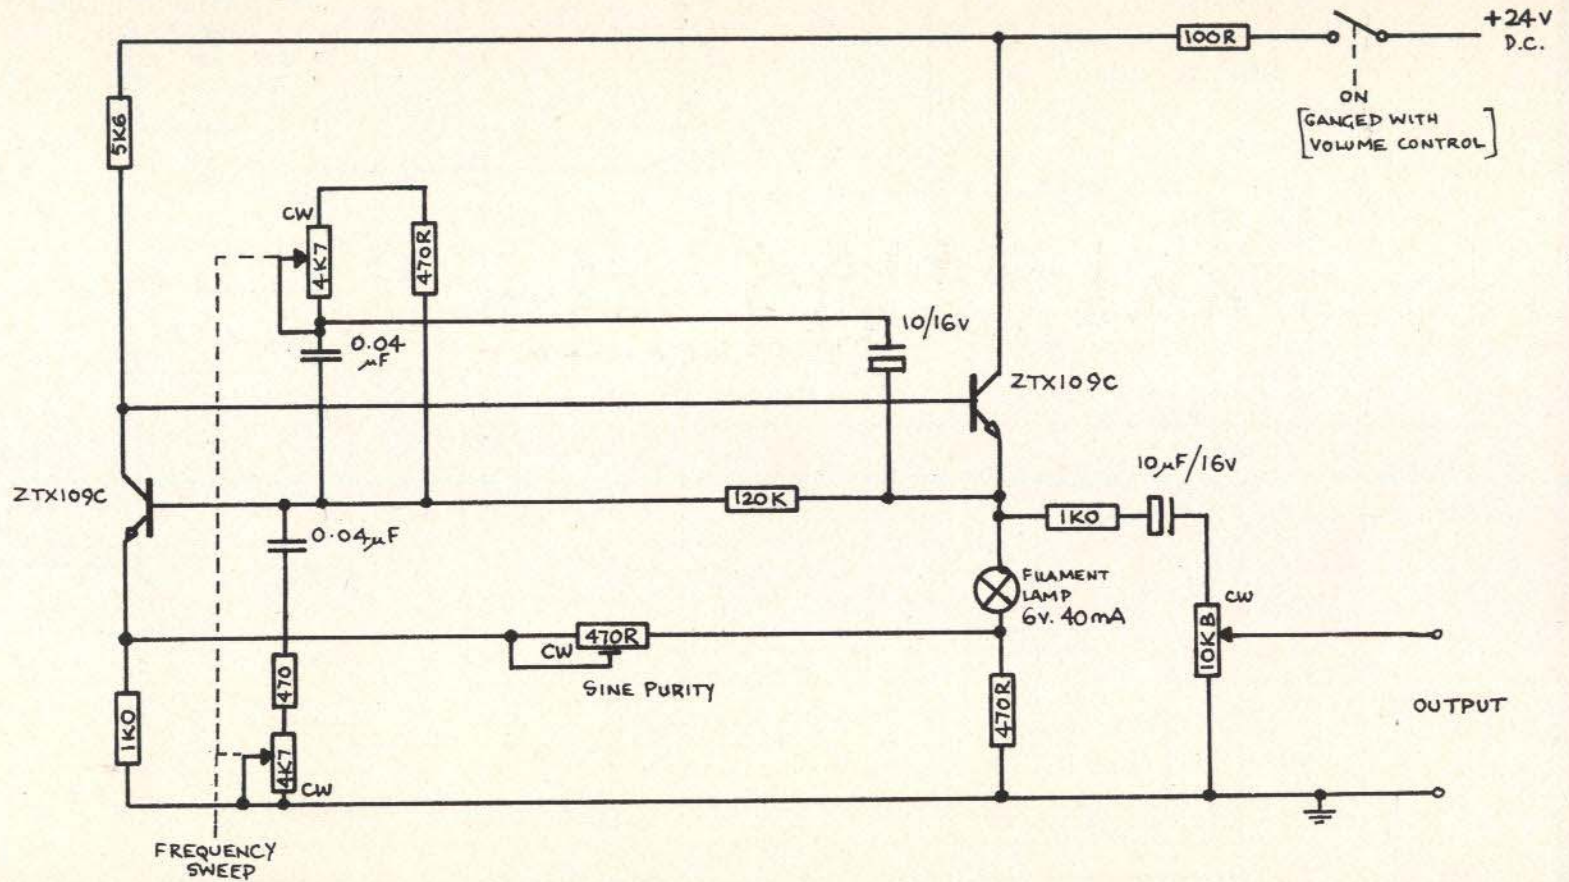 +24V
D.C.
100R
ON
[GANGED WITH
VOLUME CONTROL]
5K6
CW
4K7
470R
0.04
µF
10/16V
ZTX109C
ZTX109C
10µF/16V
120K
1K0
0.04µF
FILAMENT
LAMP
6V. 40mA
CW
10KB
470R
CW
SINE PURITY
470
1K0
470R
OUTPUT
4K7
CW
FREQUENCY
SWEEP